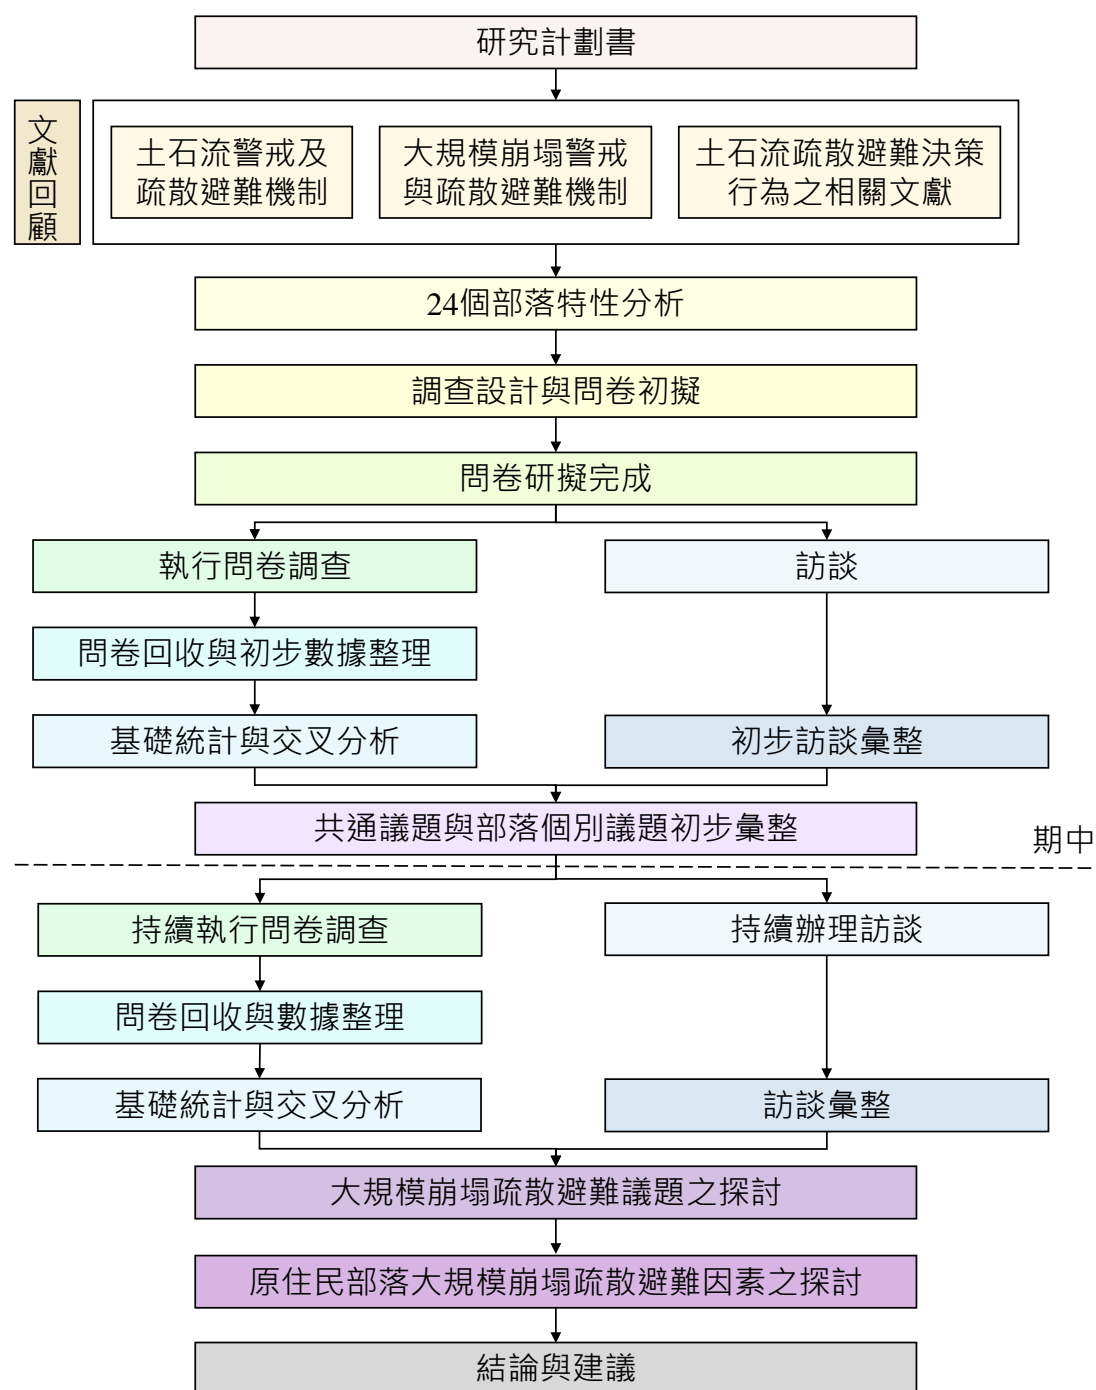 研究計劃書
文獻回顧
土石流警戒及
疏散避難機制
大規模崩塌警戒
與疏散避難機制
土石流疏散避難決策
行為之相關文獻
24個部落特性分析
調查設計與問卷初擬
問卷研擬完成
執行問卷調查
訪談
問卷回收與初步數據整理
基礎統計與交叉分析
初步訪談彙整
共通議題與部落個別議題初步彙整
期中
持續執行問卷調查
持續辦理訪談
問卷回收與數據整理
基礎統計與交叉分析
訪談彙整
大規模崩塌疏散避難議題之探討
原住民部落大規模崩塌疏散避難因素之探討
結論與建議